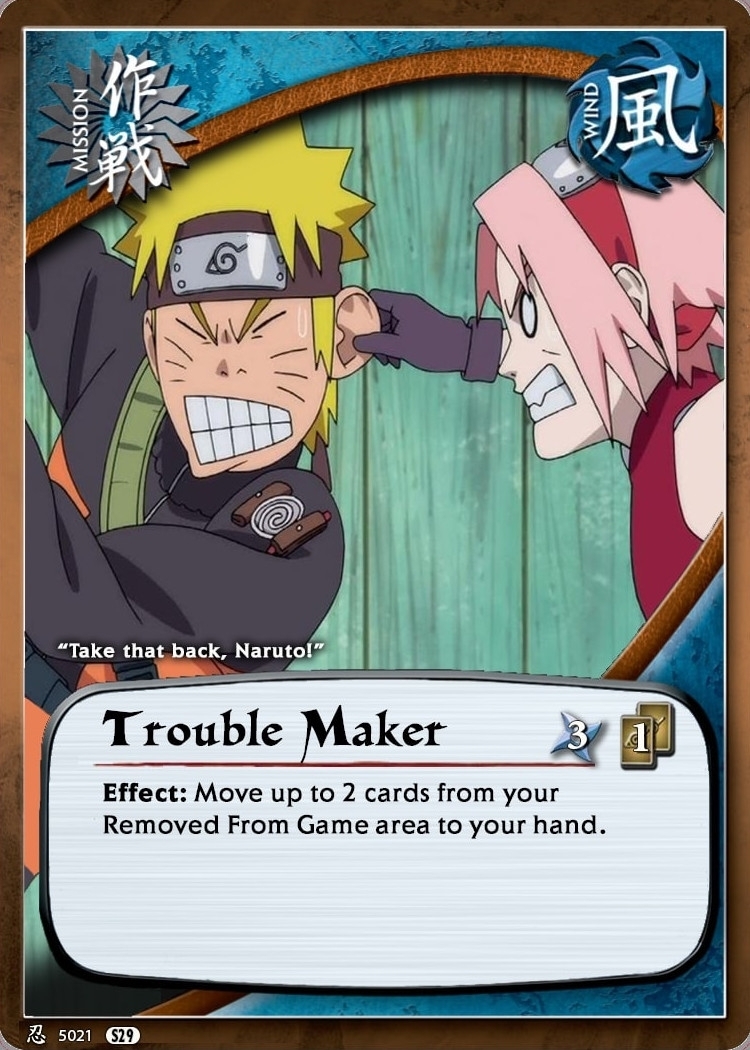 作戦
MISSION
風
WIND
“Take that back, Naruto!”
Trouble Maker
3
1
Effect: Move up to 2 cards from your
Removed From Game area to your hand.
忍 5021 S29